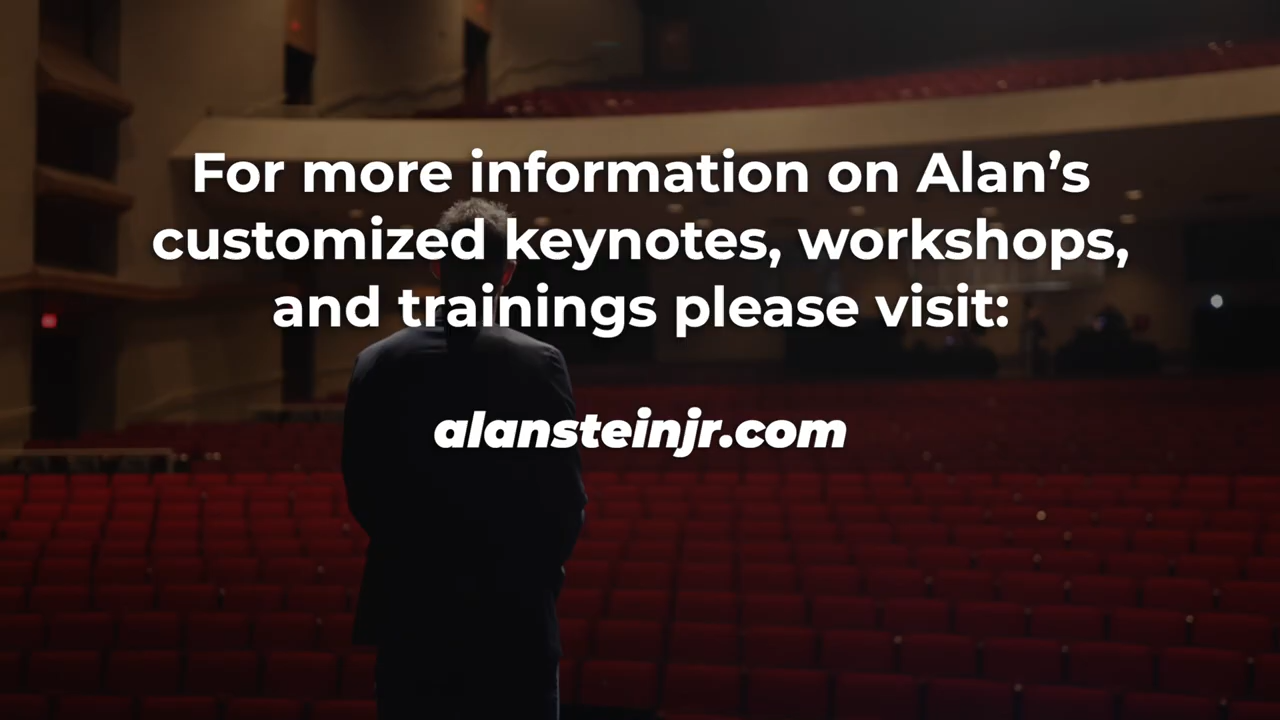 For more information on Alan’s
customized keynotes, workshops,
and trainings please visit:
alansteinjr.com